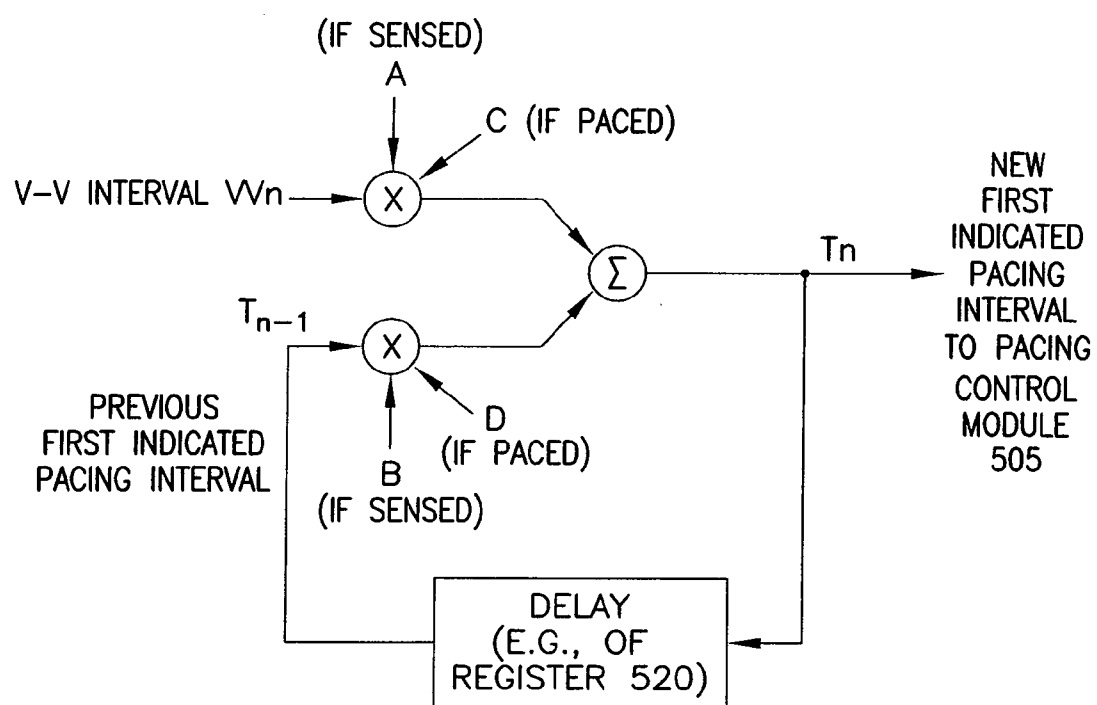 (IF SENSED)
A
C (IF PACED)
V-V INTERVAL VVn
X
Σ
Tn
NEW
FIRST
INDICATED
PACING
INTERVAL
TO PACING
CONTROL
MODULE
505
Tn-1
X
PREVIOUS
FIRST INDICATED
PACING INTERVAL
D
(IF PACED)
B
(IF SENSED)
DELAY
(E.G., OF
REGISTER 520)